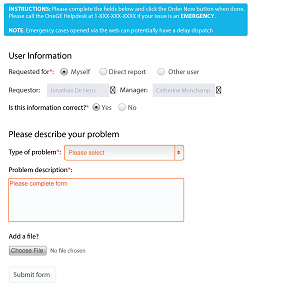 INSTRUCTIONS: Please complete the fields below and click the Order Now button when done.
Please call the OneGE Helpdesk at 1-XXX-XXX-XXXX if your issue is an EMERGENCY.
NOTE: Emergency cases opened via the web can potentially have a delay dispatch
User Information
Requested for*: Myself Direct report Other user
Requestor: Jonathan De Heus Manager: Catherine Monchamp
Is this information correct?* Yes No
Please describe your problem
Type of problem*: Please select
Problem description*:
Please complete form
Add a file?
Choose File No file chosen
Submit form